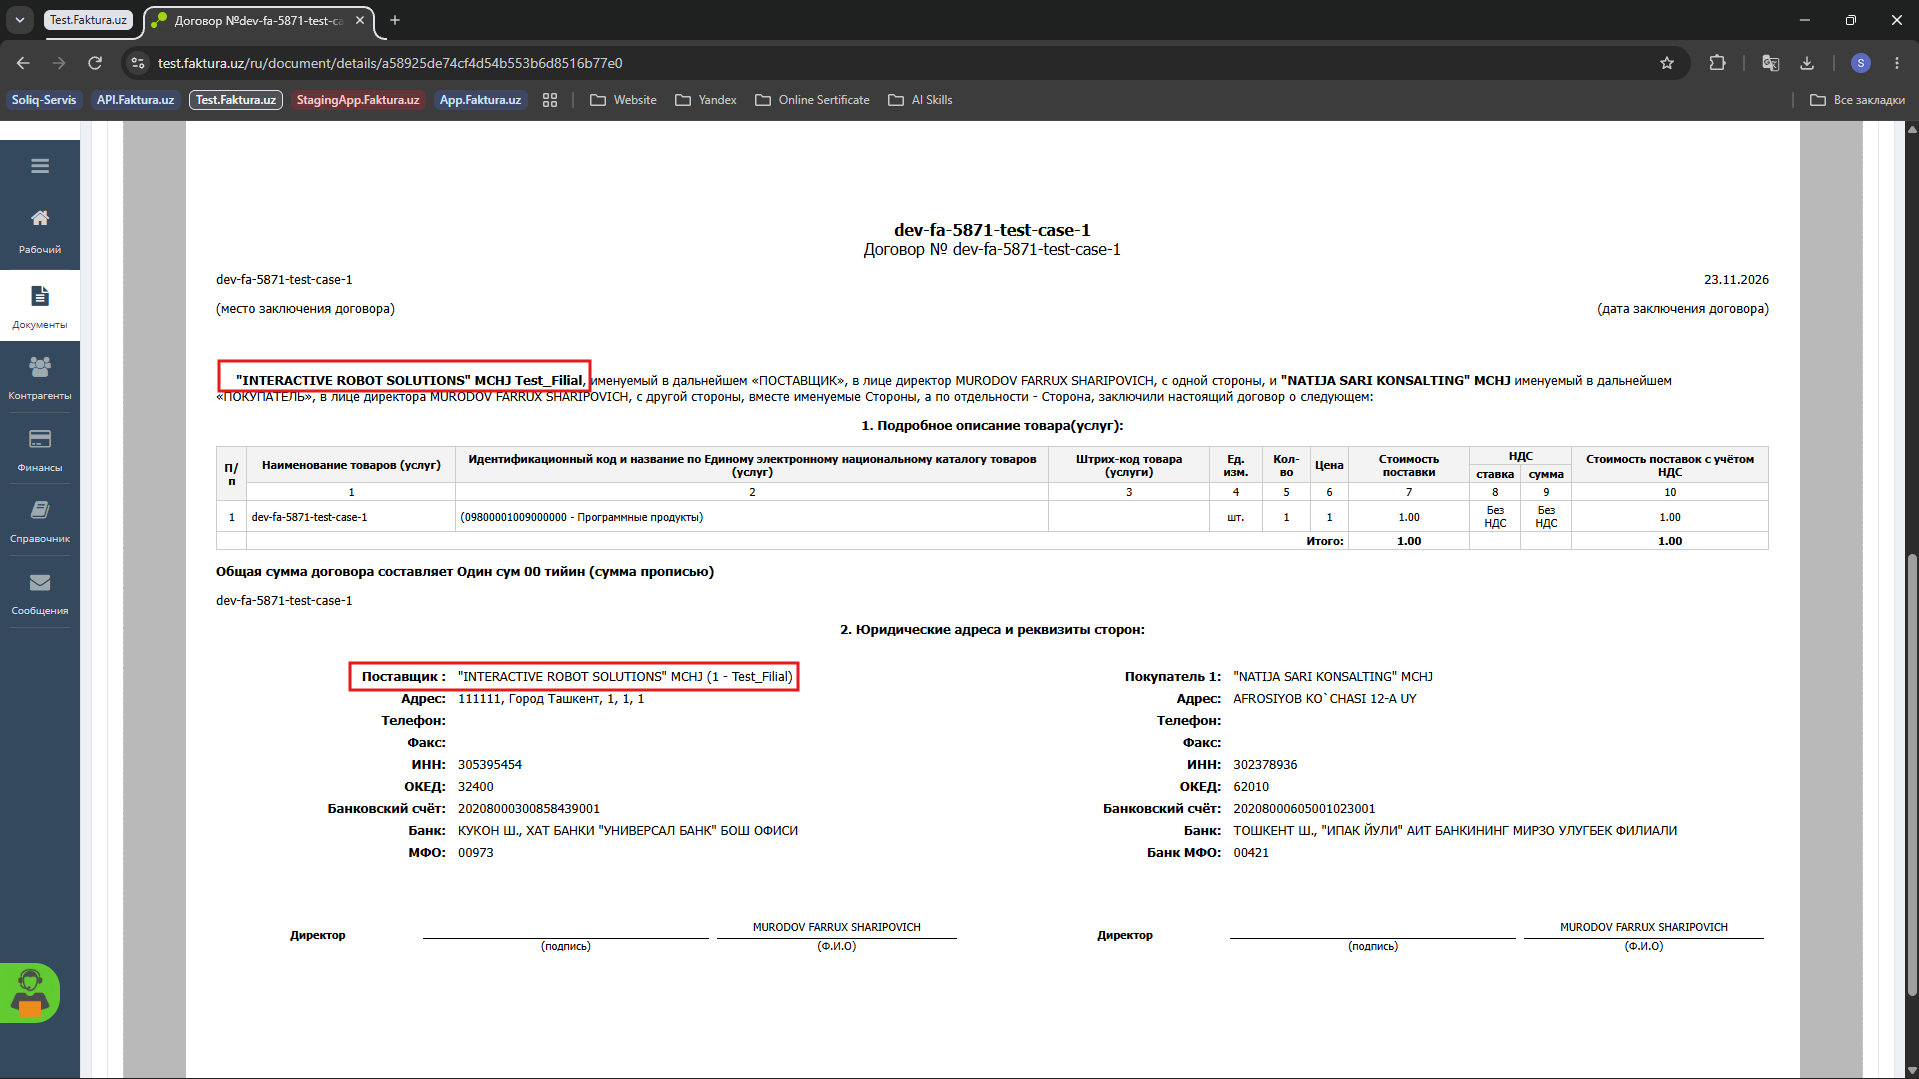 Test.Faktura.uz
Договор №dev-fa-5871-test-ca
test.faktura.uz/ru/document/details/a58925de74cf4d54b553b6d8516b77e0
S
Soliq-Servis API.Faktura.uz Test.Faktura.uz StagingApp.Faktura.uz App.Faktura.uz Website Yandex Online Sertificate AI Skills Все закладки
Рабочий
Документы
Контрагенты
Финансы
Справочник
Сообщения
dev-fa-5871-test-case-1
Договор № dev-fa-5871-test-case-1
dev-fa-5871-test-case-1 23.11.2026
(место заключения договора) (дата заключения договора)
"INTERACTIVE ROBOT SOLUTIONS" MCHJ Test_Filial, именуемый в дальнейшем «ПОСТАВЩИК», в лице директор MURODOV FARRUX SHARIPOVICH, с одной стороны, и "NATIJA SARI KONSALTING" MCHJ именуемый в дальнейшем
«ПОКУПАТЕЛЬ», в лице директора MURODOV FARRUX SHARIPOVICH, с другой стороны, вместе именуемые Стороны, а по отдельности - Сторона, заключили настоящий договор о следующем:
1. Подробное описание товара(услуг):
П/п Наименование товаров (услуг) Идентификационный код и название по Единому электронному национальному каталогу товаров (услуг) Штрих-код товара (услуги) Ед. изм. Кол-во Цена Стоимость поставки НДС ставка сумма Стоимость поставок с учётом НДС
1 2 3 4 5 6 7 8 9 10
1 dev-fa-5871-test-case-1 (09800001009000000 - Программные продукты) шт. 1 1 1.00 Без НДС Без НДС 1.00
Итого: 1.00 1.00
Общая сумма договора составляет Один сум 00 тийин (сумма прописью)
dev-fa-5871-test-case-1
2. Юридические адреса и реквизиты сторон:
Поставщик : "INTERACTIVE ROBOT SOLUTIONS" MCHJ (1 - Test_Filial)
Адрес: 111111, Город Ташкент, 1, 1, 1
Телефон:
Факс:
ИНН: 305395454
ОКЕД: 32400
Банковский счёт: 20208000300858439001
Банк: КУКОН Ш., ХАТ БАНКИ "УНИВЕРСАЛ БАНК" БОШ ОФИСИ
МФО: 00973
Покупатель 1: "NATIJA SARI KONSALTING" MCHJ
Адрес: AFROSIYOB KO`CHASI 12-A UY
Телефон:
Факс:
ИНН: 302378936
ОКЕД: 62010
Банковский счёт: 20208000605001023001
Банк: ТОШКЕНТ Ш., "ИПАК ЙУЛИ" АИТ БАНКИНИНГ МИРЗО УЛУГБЕК ФИЛИАЛИ
Банк МФО: 00421
Директор MURODOV FARRUX SHARIPOVICH
(подпись) (Ф.И.О)
Директор MURODOV FARRUX SHARIPOVICH
(подпись) (Ф.И.О)